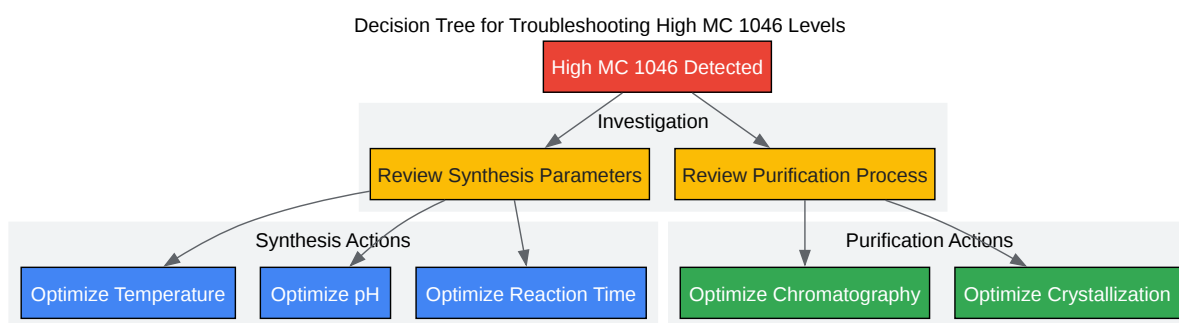 Decision Tree for Troubleshooting High MC 1046 Levels
High MC 1046 Detected
Investigation
Review Synthesis Parameters
Review Purification Process
Synthesis Actions
Purification Actions
Optimize Temperature
Optimize pH
Optimize Reaction Time
Optimize Chromatography
Optimize Crystallization